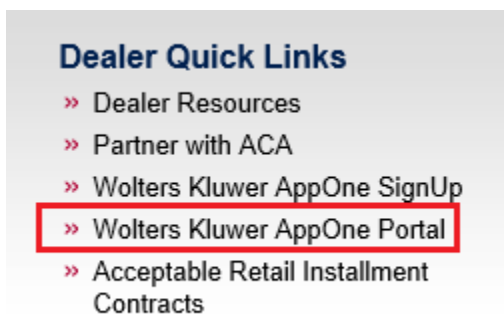 Dealer Quick Links
» Dealer Resources
» Partner with ACA
» Wolters Kluwer AppOne SignUp
» Wolters Kluwer AppOne Portal
» Acceptable Retail Installment
Contracts